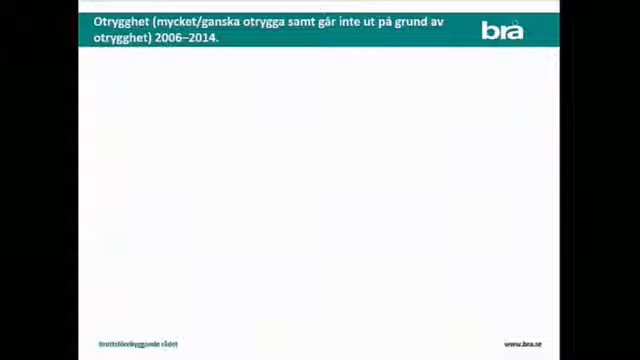 Otrygghet (mycket/ganska otrygga samt går inte ut på grund av
otrygghet) 2006–2014.
brå
Brottsförebyggande rådet
www.bra.se